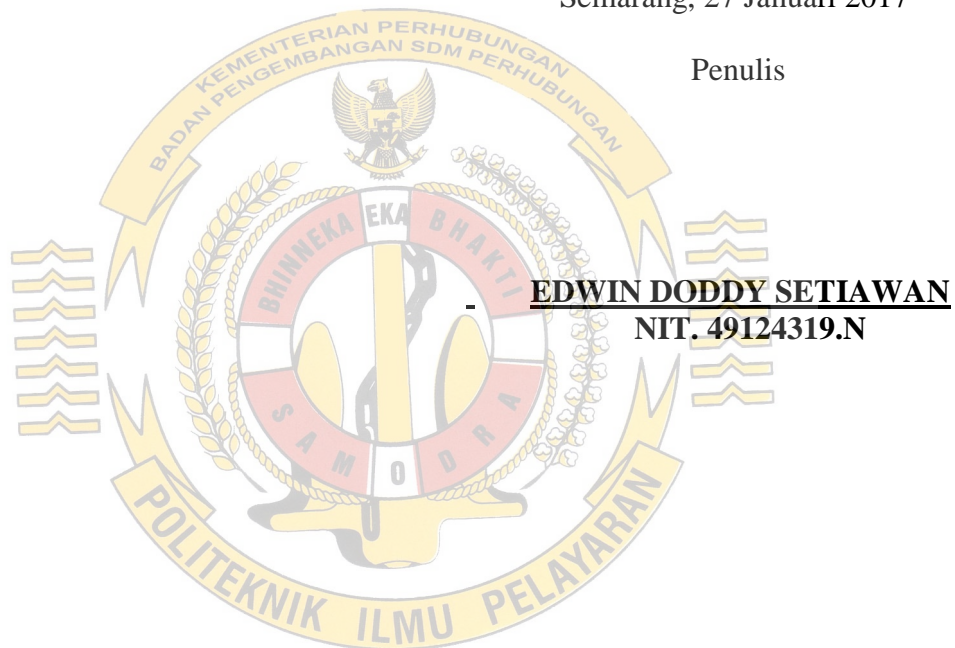 Semarang, 27 Januari 2017
Penulis
KEMENTERIAN PERHUBUNGAN
BADAN PENGEMBANGAN SDM PERHUBUNGAN
BHINNEKA EKA BHAKTI
EDWIN DODDY SETIAWAN
NIT. 49124319.N
SAMODRA
POLITEKNIK ILMU PELAYARAN